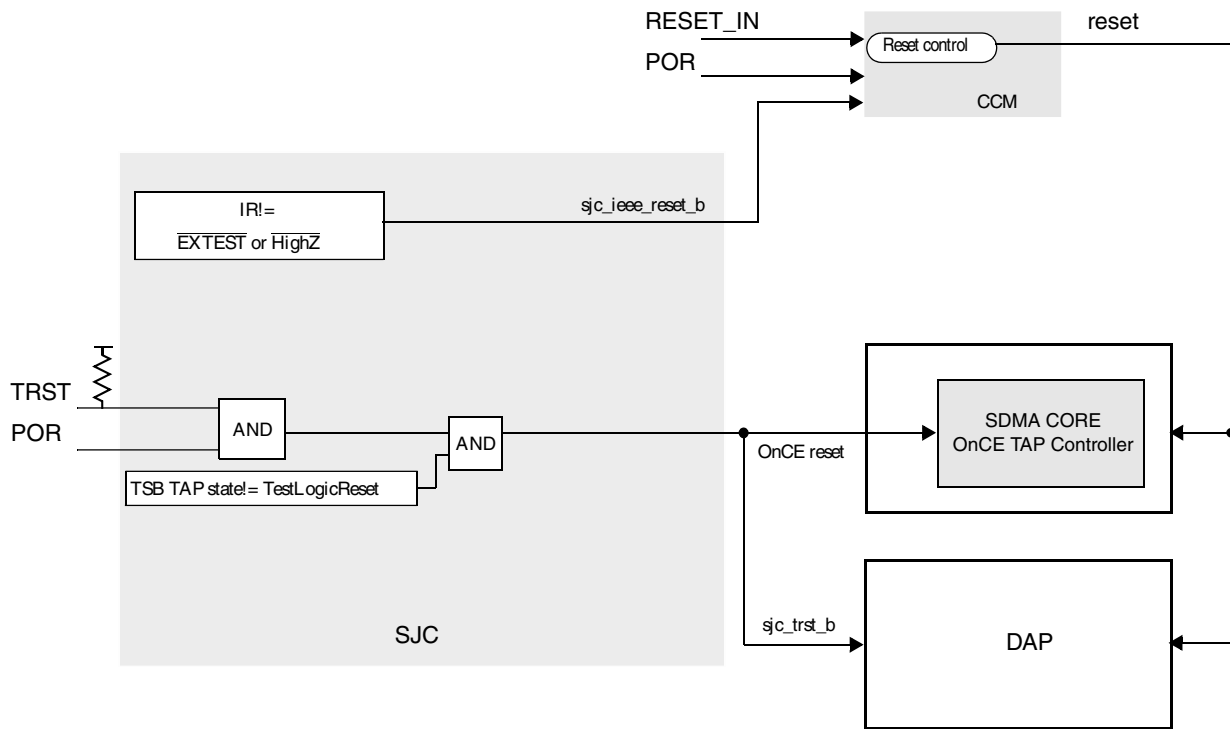 RESET_IN
reset
Reset control
POR
CCM
IR!=
EXTEST or HighZ
sjc_ieee_reset_b
TRST
AND
POR
AND
SDMA CORE
OnCE TAP Controller
OnCE reset
TSB TAP state!= TestLogicReset
sjc_trst_b
SJC
DAP